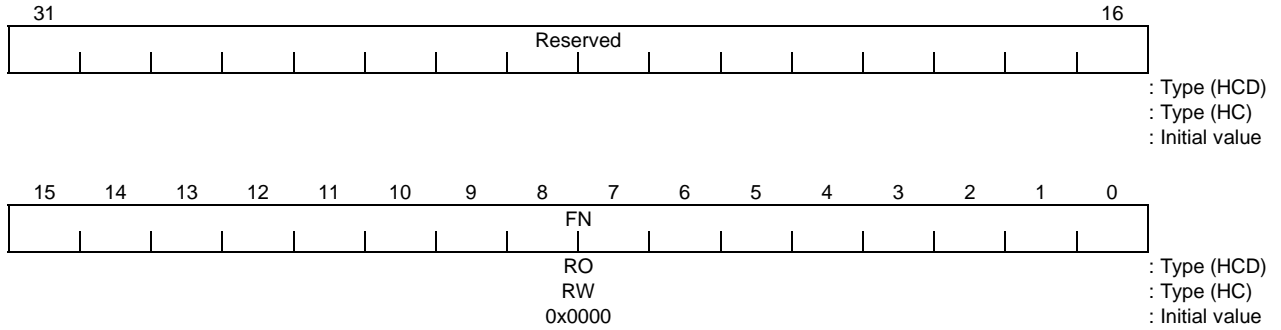 31 16
Reserved
: Type (HCD)
: Type (HC)
: Initial value
15 14 13 12 11 10 9 8 7 6 5 4 3 2 1 0
FN
RO : Type (HCD)
RW : Type (HC)
0x0000 : Initial value